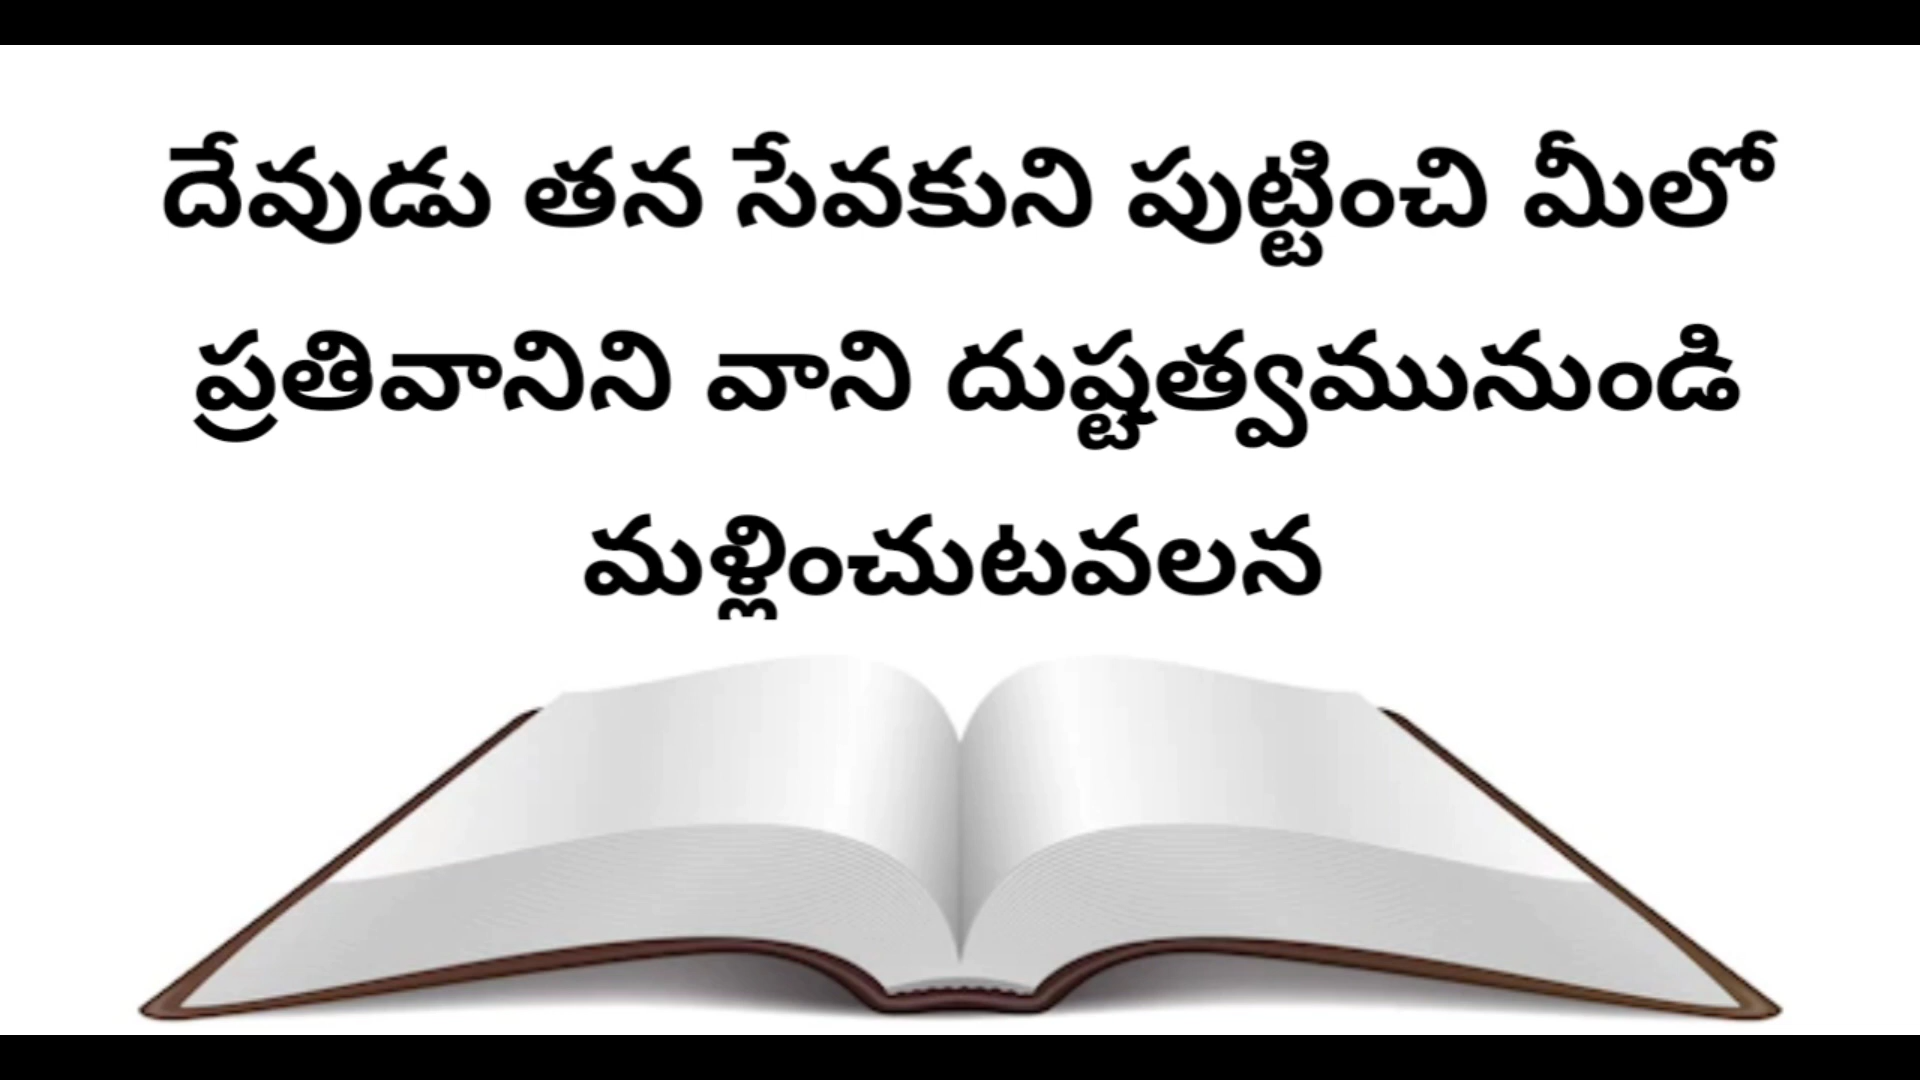 దేవుడు తన సేవకుని పుట్టించి మీలో
ప్రతివానిని వాని దుష్టత్వమునుండి
మళ్లించుటవలన